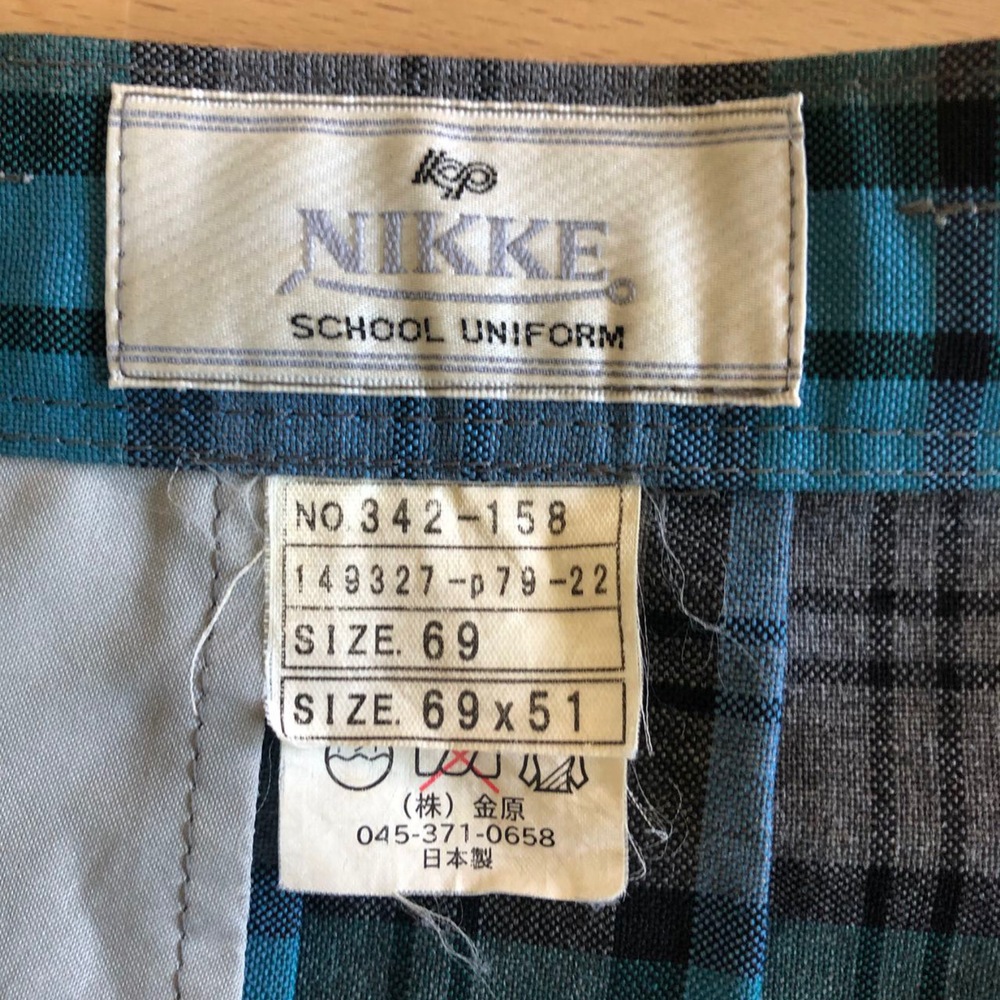 NIKKE
SCHOOL UNIFORM
NO.342-158
149327-p79-22
SIZE. 69
SIZE. 69x51
(株) 金原
045-371-0658
日本製